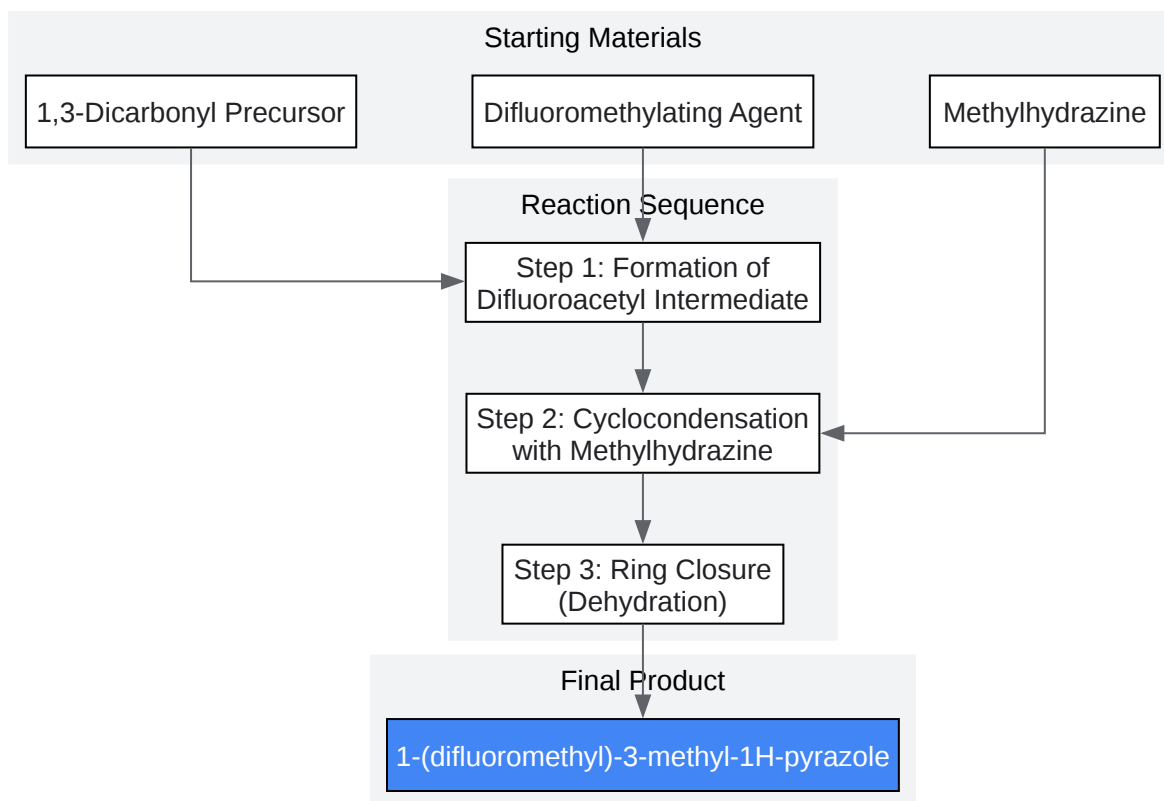 Starting Materials
1,3-Dicarbonyl Precursor
Difluoromethylating Agent
Methylhydrazine
Reaction Sequence
Step 1: Formation of
Difluoroacetyl Intermediate
Step 2: Cyclocondensation
with Methylhydrazine
Step 3: Ring Closure
(Dehydration)
Final Product
1-(difluoromethyl)-3-methyl-1H-pyrazole